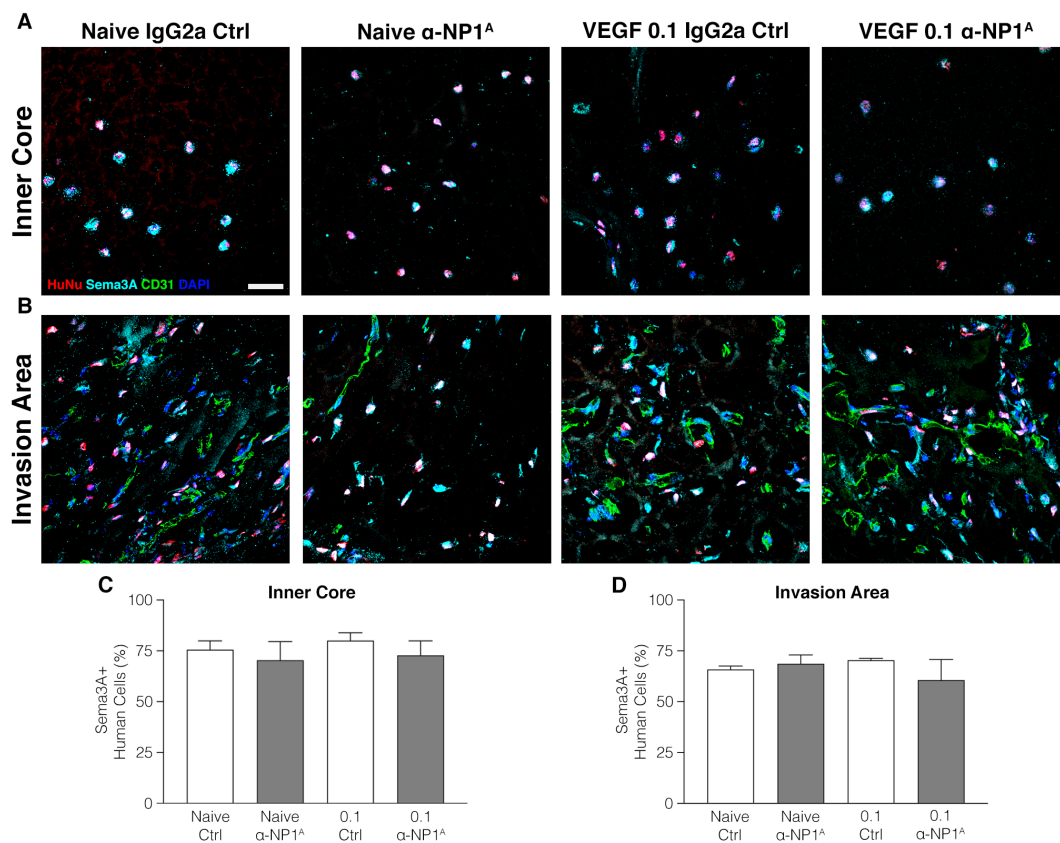 A
Naive IgG2a Ctrl
Naive α-NP1ᴬ
VEGF 0.1 IgG2a Ctrl
VEGF 0.1 α-NP1ᴬ
Inner Core
HuNu Sema3A CD31 DAPI
B
Invasion Area
C
Inner Core
Sema3A+
Human Cells (%)
100
75
50
25
0
Naive
Ctrl
Naive
α-NP1ᴬ
0.1
Ctrl
0.1
α-NP1ᴬ
D
Invasion Area
Sema3A+
Human Cells (%)
100
75
50
25
0
Naive
Ctrl
Naive
α-NP1ᴬ
0.1
Ctrl
0.1
α-NP1ᴬ